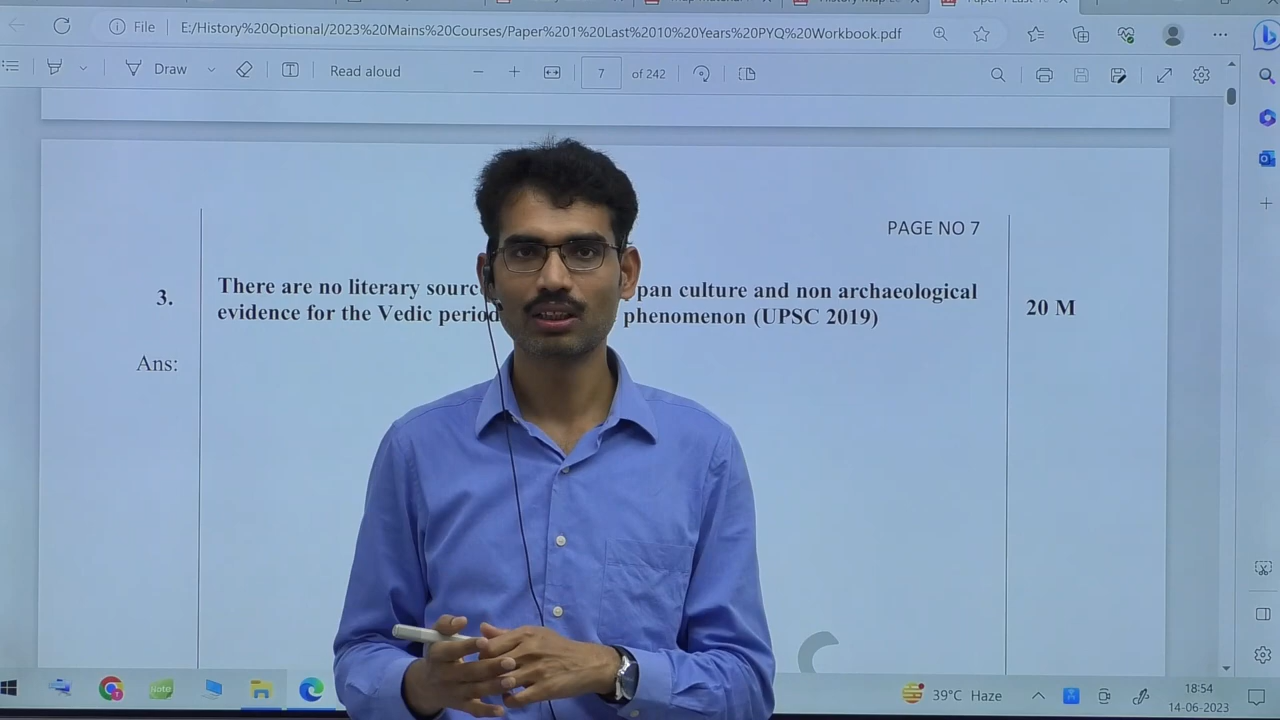 File
E:/History%20Optional/2023%20Mains%20Courses/Paper%201%20Last%2010%20Years%20PYQ%20Workbook.pdf
Draw
Read aloud
7
of 242
PAGE NO 7
3.
There are no literary pan culture and non archaeological
evidence for the Vedic phenomenon (UPSC 2019)
20 M
Ans:
39°C Haze
18:54
14-06-2023